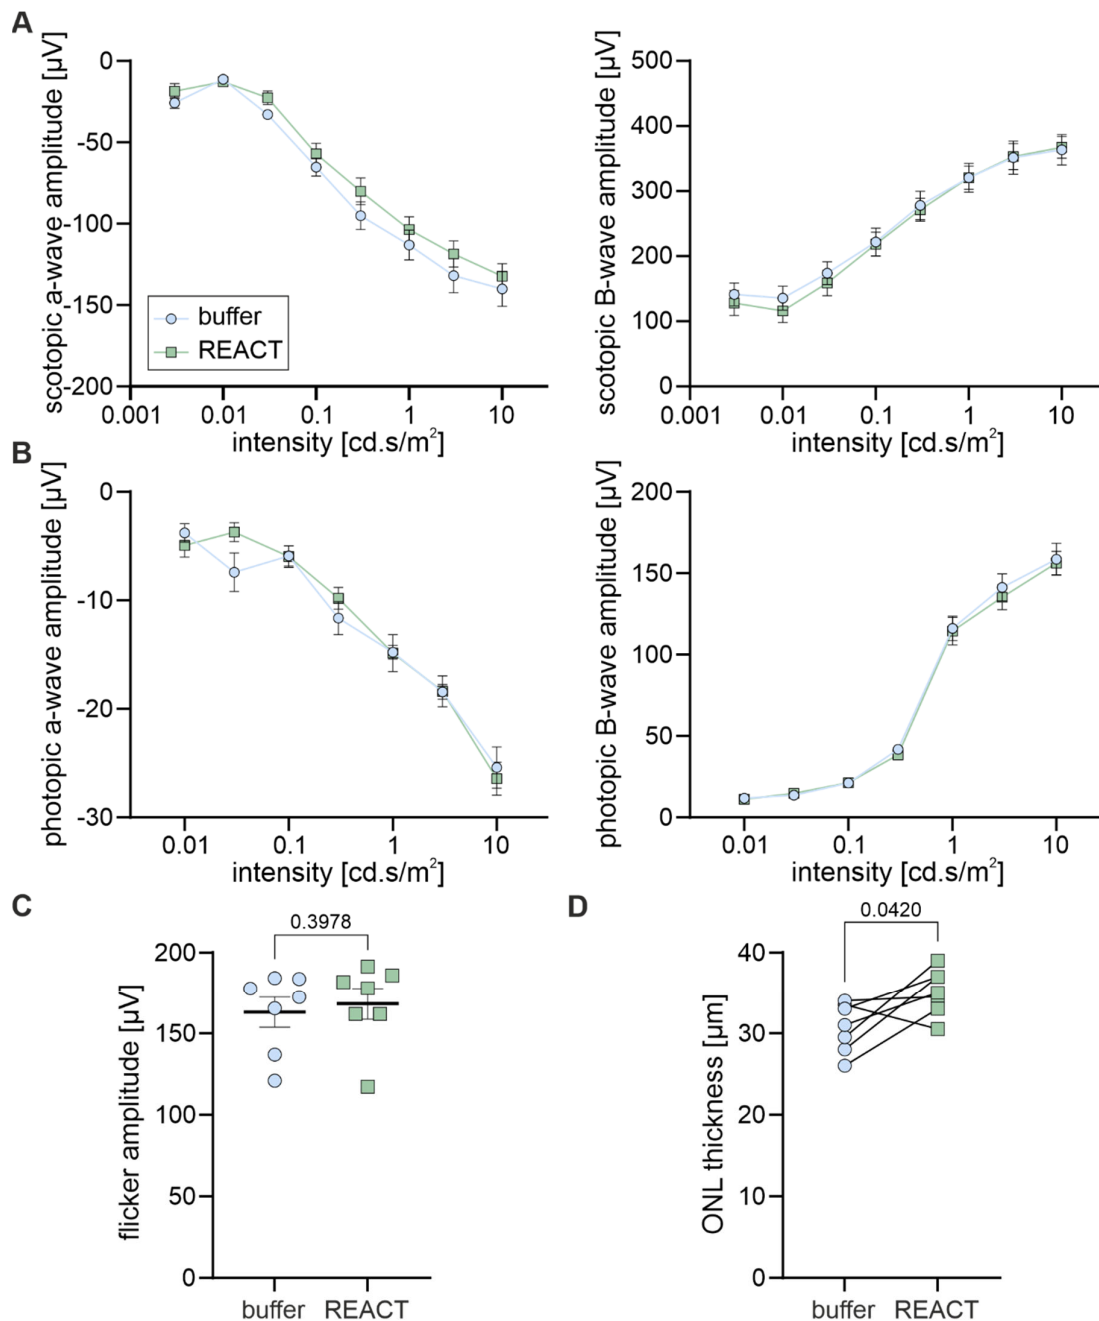 A
scotopic a-wave amplitude [µV]
0
-50
-100
-150
-200
buffer
REACT
0.001 0.01 0.1 1 10
intensity [cd.s/m²]
scotopic B-wave amplitude [µV]
500
400
300
200
100
0
0.001 0.01 0.1 1 10
intensity [cd.s/m²]
B
photopic a-wave amplitude [µV]
0
-10
-20
-30
0.01 0.1 1 10
intensity [cd.s/m²]
photopic B-wave amplitude [µV]
200
150
100
50
0
0.01 0.1 1 10
intensity [cd.s/m²]
C
0.3978
flicker amplitude [µV]
200
150
100
50
0
buffer REACT
D
0.0420
ONL thickness [µm]
40
30
20
10
0
buffer REACT